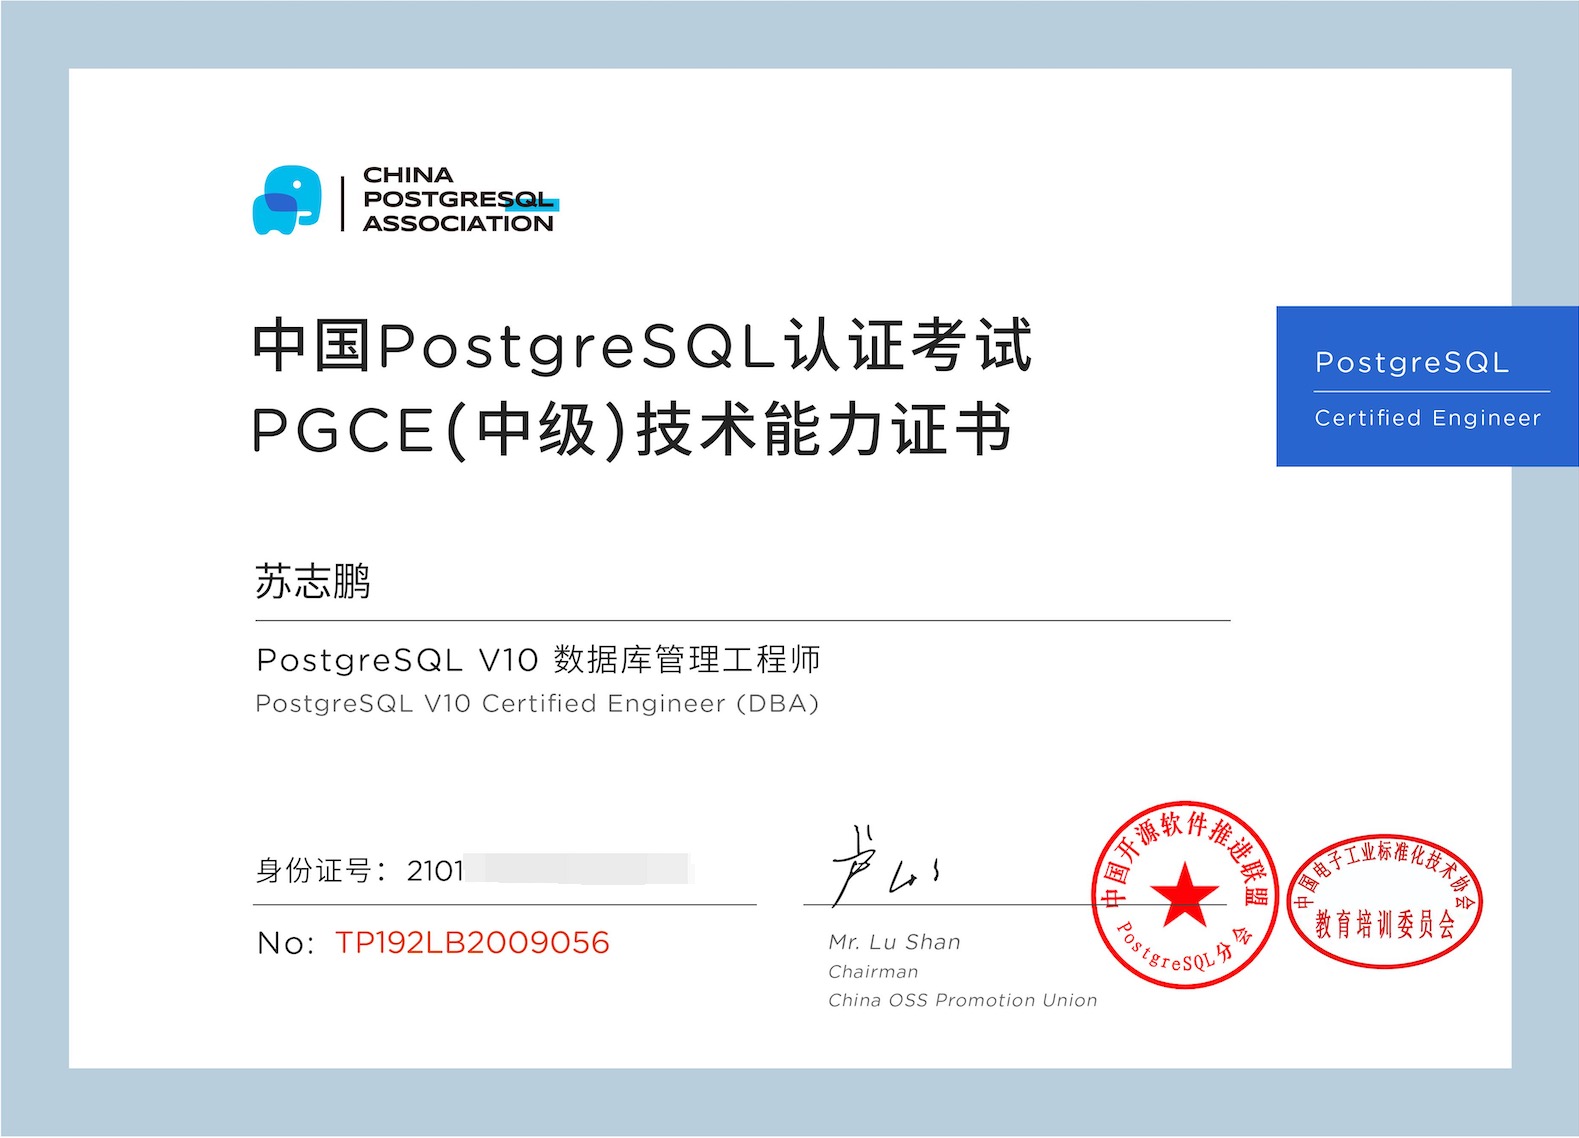 CHINA
POSTGRESQL
ASSOCIATION
中国PostgreSQL认证考试
PGCE(中级)技术能力证书
PostgreSQL
Certified Engineer
苏志鹏
PostgreSQL V10 数据库管理工程师
PostgreSQL V10 Certified Engineer (DBA)
身份证号：2101
No: TP192LB2009056
卢山
Mr. Lu Shan
Chairman
China OSS Promotion Union
中国开源软件推进联盟
PostgreSQL分会
中国电子工业标准化技术协会
教育培训委员会